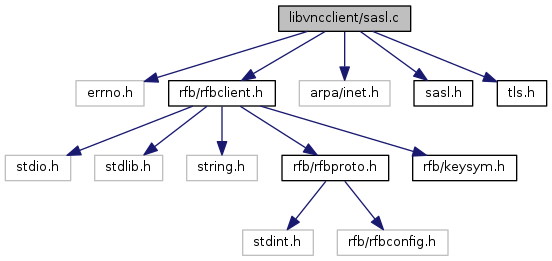 libvncclient/sasl.c
errno.h
rfb/rfbclient.h
arpa/inet.h
sasl.h
tls.h
stdio.h
stdlib.h
string.h
rfb/rfbproto.h
rfb/keysym.h
stdint.h
rfb/rfbconfig.h